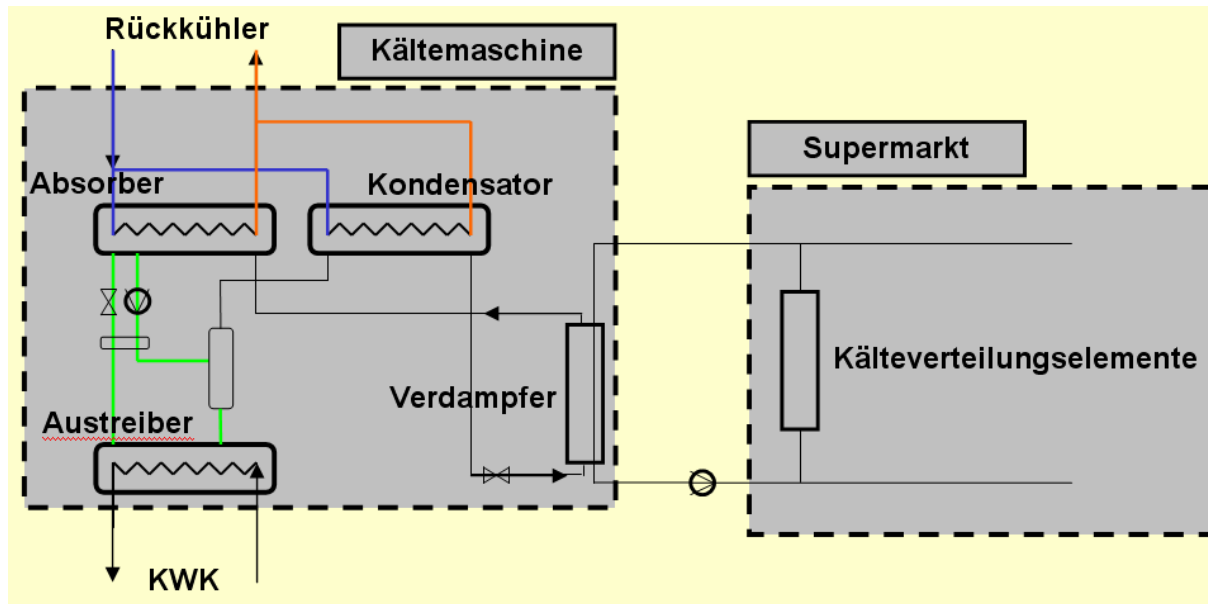 Rückkühler
Kältemaschine
Supermarkt
Absorber
Kondensator
Kälteverteilungselemente
Verdampfer
Austreiber
KWK